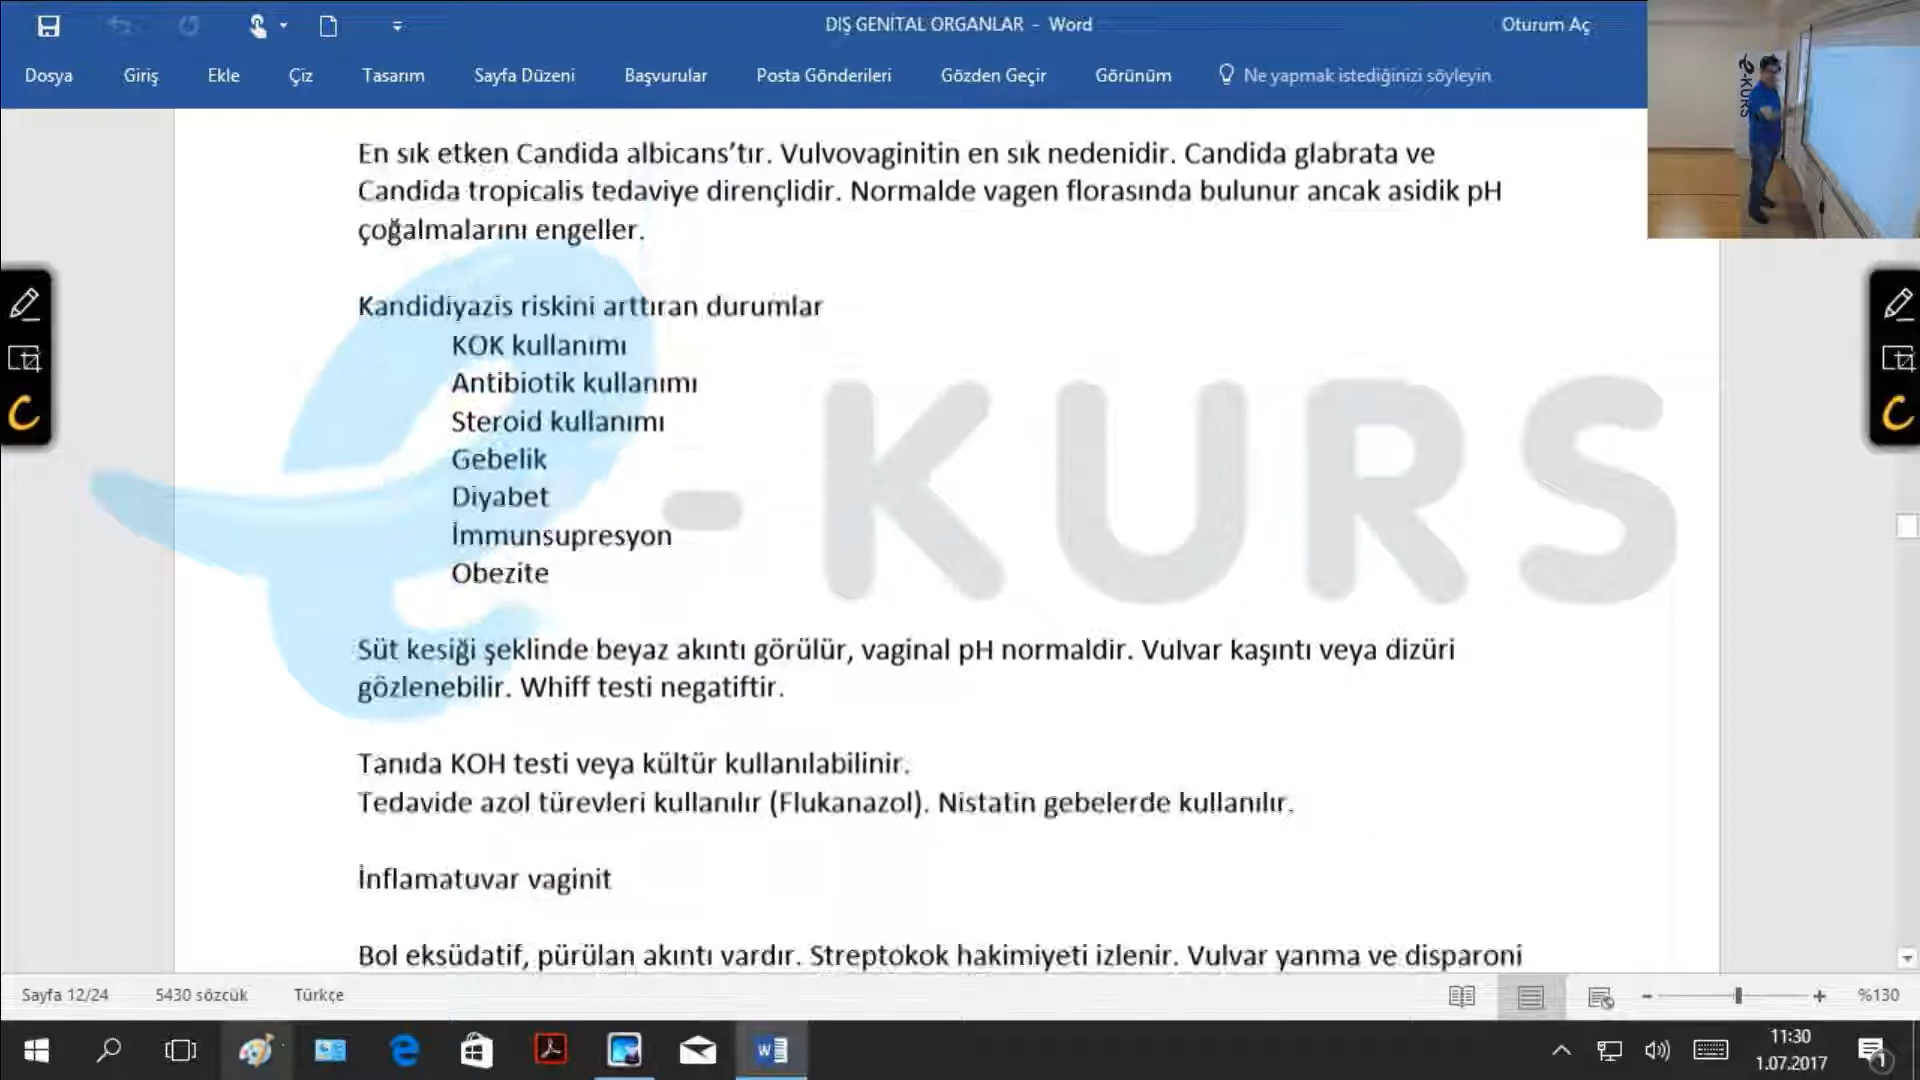 DIŞ GENİTAL ORGANLAR - Word
Oturum Aç
Dosya Giriş Ekle Çiz Tasarım Sayfa Düzeni Başvurular Posta Gönderileri Gözden Geçir Görünüm Ne yapmak istediğinizi söyleyin
e-KURS
En sık etken Candida albicans’tır. Vulvovaginitin en sık nedenidir. Candida glabrata ve
Candida tropicalis tedaviye dirençlidir. Normalde vagen florasında bulunur ancak asidik pH
çoğalmalarını engeller.
Kandidiyazis riskini arttıran durumlar
KOK kullanımı
Antibiotik kullanımı
Steroid kullanımı
Gebelik
Diyabet
İmmunsupresyon
Obezite
e-KURS
Süt kesiği şeklinde beyaz akıntı görülür, vaginal pH normaldir. Vulvar kaşıntı veya dizüri
gözlenebilir. Whiff testi negatiftir.
Tanıda KOH testi veya kültür kullanılabilinir.
Tedavide azol türevleri kullanılır (Flukanazol). Nistatin gebelerde kullanılır.
İnflamatuvar vaginit
Bol eksüdatif, pürülan akıntı vardır. Streptokok hakimiyeti izlenir. Vulvar yanma ve disparoni
Sayfa 12/24 5430 sözcük Türkçe %130
11:30
1.07.2017
1